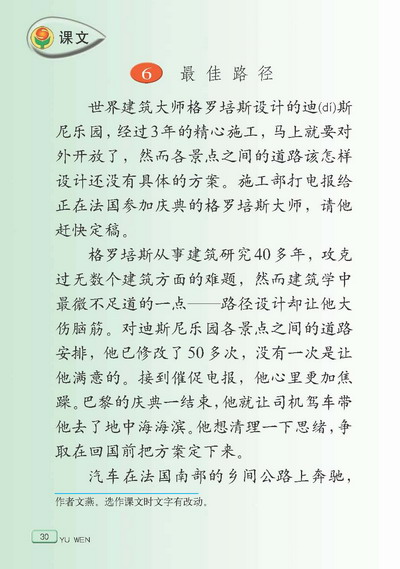 课文
6 最佳路径
世界建筑大师格罗培斯设计的迪(dí)斯
尼乐园，经过3年的精心施工，马上就要对
外开放了，然而各景点之间的道路该怎样
设计还没有具体的方案。施工部打电报给
正在法国参加庆典的格罗培斯大师，请他
赶快定稿。
格罗培斯从事建筑研究40多年，攻克
过无数个建筑方面的难题，然而建筑学中
最微不足道的一点——路径设计却让他大
伤脑筋。对迪斯尼乐园各景点之间的道路
安排，他已修改了50多次，没有一次是让
他满意的。接到催促电报，他心里更加焦
躁。巴黎的庆典一结束，他就让司机驾车带
他去了地中海海滨。他想清理一下思绪，争
取在回国前把方案定下来。
汽车在法国南部的乡间公路上奔驰，
作者文燕。选作课文时文字有改动。
30 YU WEN